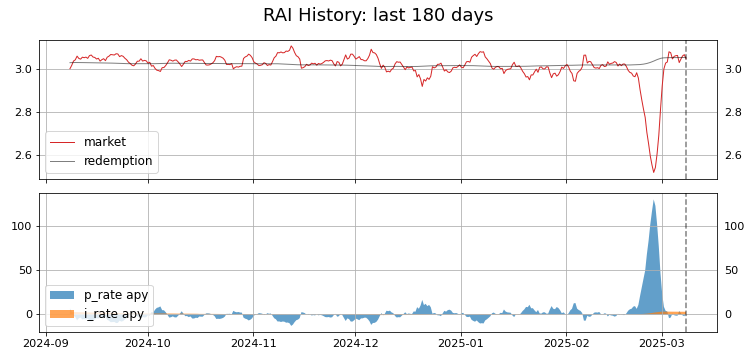 RAI History: last 180 days
3.0 3.0
2.8 2.8
2.6 2.6
market
redemption
100 100
50 50
0 0
p_rate apy
i_rate apy
2024-09 2024-10 2024-11 2024-12 2025-01 2025-02 2025-03